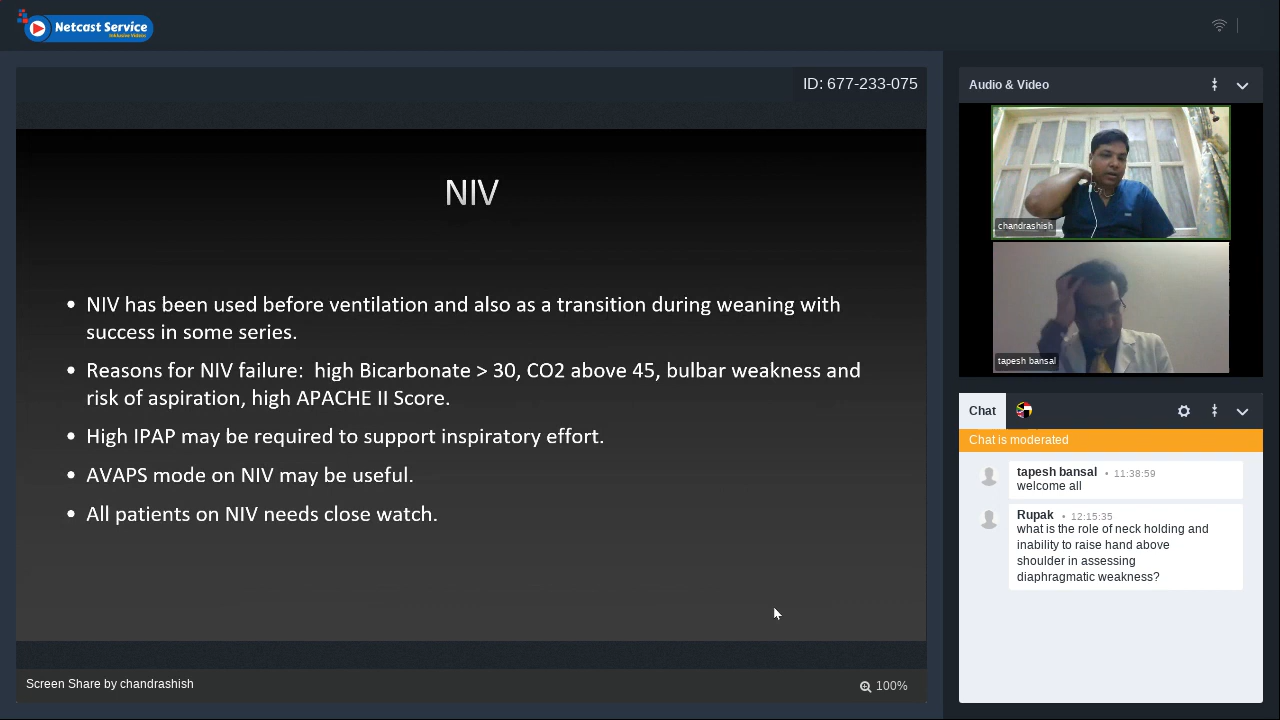 Netcast Service
ID: 677-233-075
NIV
• NIV has been used before ventilation and also as a transition during weaning with
success in some series.
• Reasons for NIV failure:  high Bicarbonate > 30, CO2 above 45, bulbar weakness and
risk of aspiration, high APACHE II Score.
• High IPAP may be required to support inspiratory effort.
• AVAPS mode on NIV may be useful.
• All patients on NIV needs close watch.
Screen Share by chandrashish
100%
Audio & Video
chandrashish
tapesh bansal
Chat
Chat is moderated
tapesh bansal • 11:38:59
welcome all
Rupak • 12:15:35
what is the role of neck holding and
inability to raise hand above
shoulder in assessing
diaphragmatic weakness?